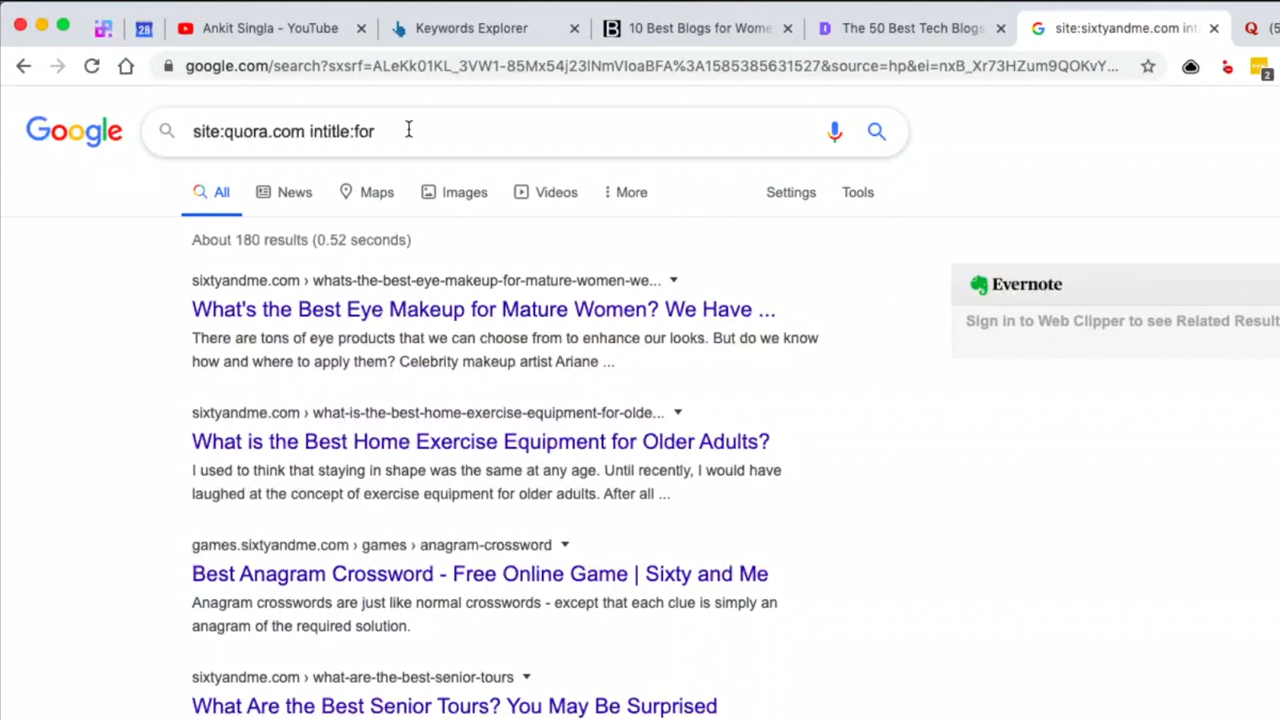 28
Ankit Singla - YouTube
Keywords Explorer
B
10 Best Blogs for Wome
D
The 50 Best Tech Blogs
G
site:sixtyandme.com int
Q
(5
google.com/search?sxsrf=ALeKk01KL_3VW1-85Mx54j23lNmVIoaBFA%3A1585385631527&source=hp&ei=nxB_Xr73HZum9QOKvY...
2
Google
site:quora.com intitle:for
All
News
Maps
Images
Videos
More
Settings
Tools
About 180 results (0.52 seconds)
sixtyandme.com › whats-the-best-eye-makeup-for-mature-women-we...
What's the Best Eye Makeup for Mature Women? We Have ...
There are tons of eye products that we can choose from to enhance our looks. But do we know
how and where to apply them? Celebrity makeup artist Ariane ...
Evernote
Sign in to Web Clipper to see Related Result
sixtyandme.com › what-is-the-best-home-exercise-equipment-for-olde...
What is the Best Home Exercise Equipment for Older Adults?
I used to think that staying in shape was the same at any age. Until recently, I would have
laughed at the concept of exercise equipment for older adults. After all ...
games.sixtyandme.com › games › anagram-crossword
Best Anagram Crossword - Free Online Game | Sixty and Me
Anagram crosswords are just like normal crosswords - except that each clue is simply an
anagram of the required solution.
sixtyandme.com › what-are-the-best-senior-tours
What Are the Best Senior Tours? You May Be Surprised